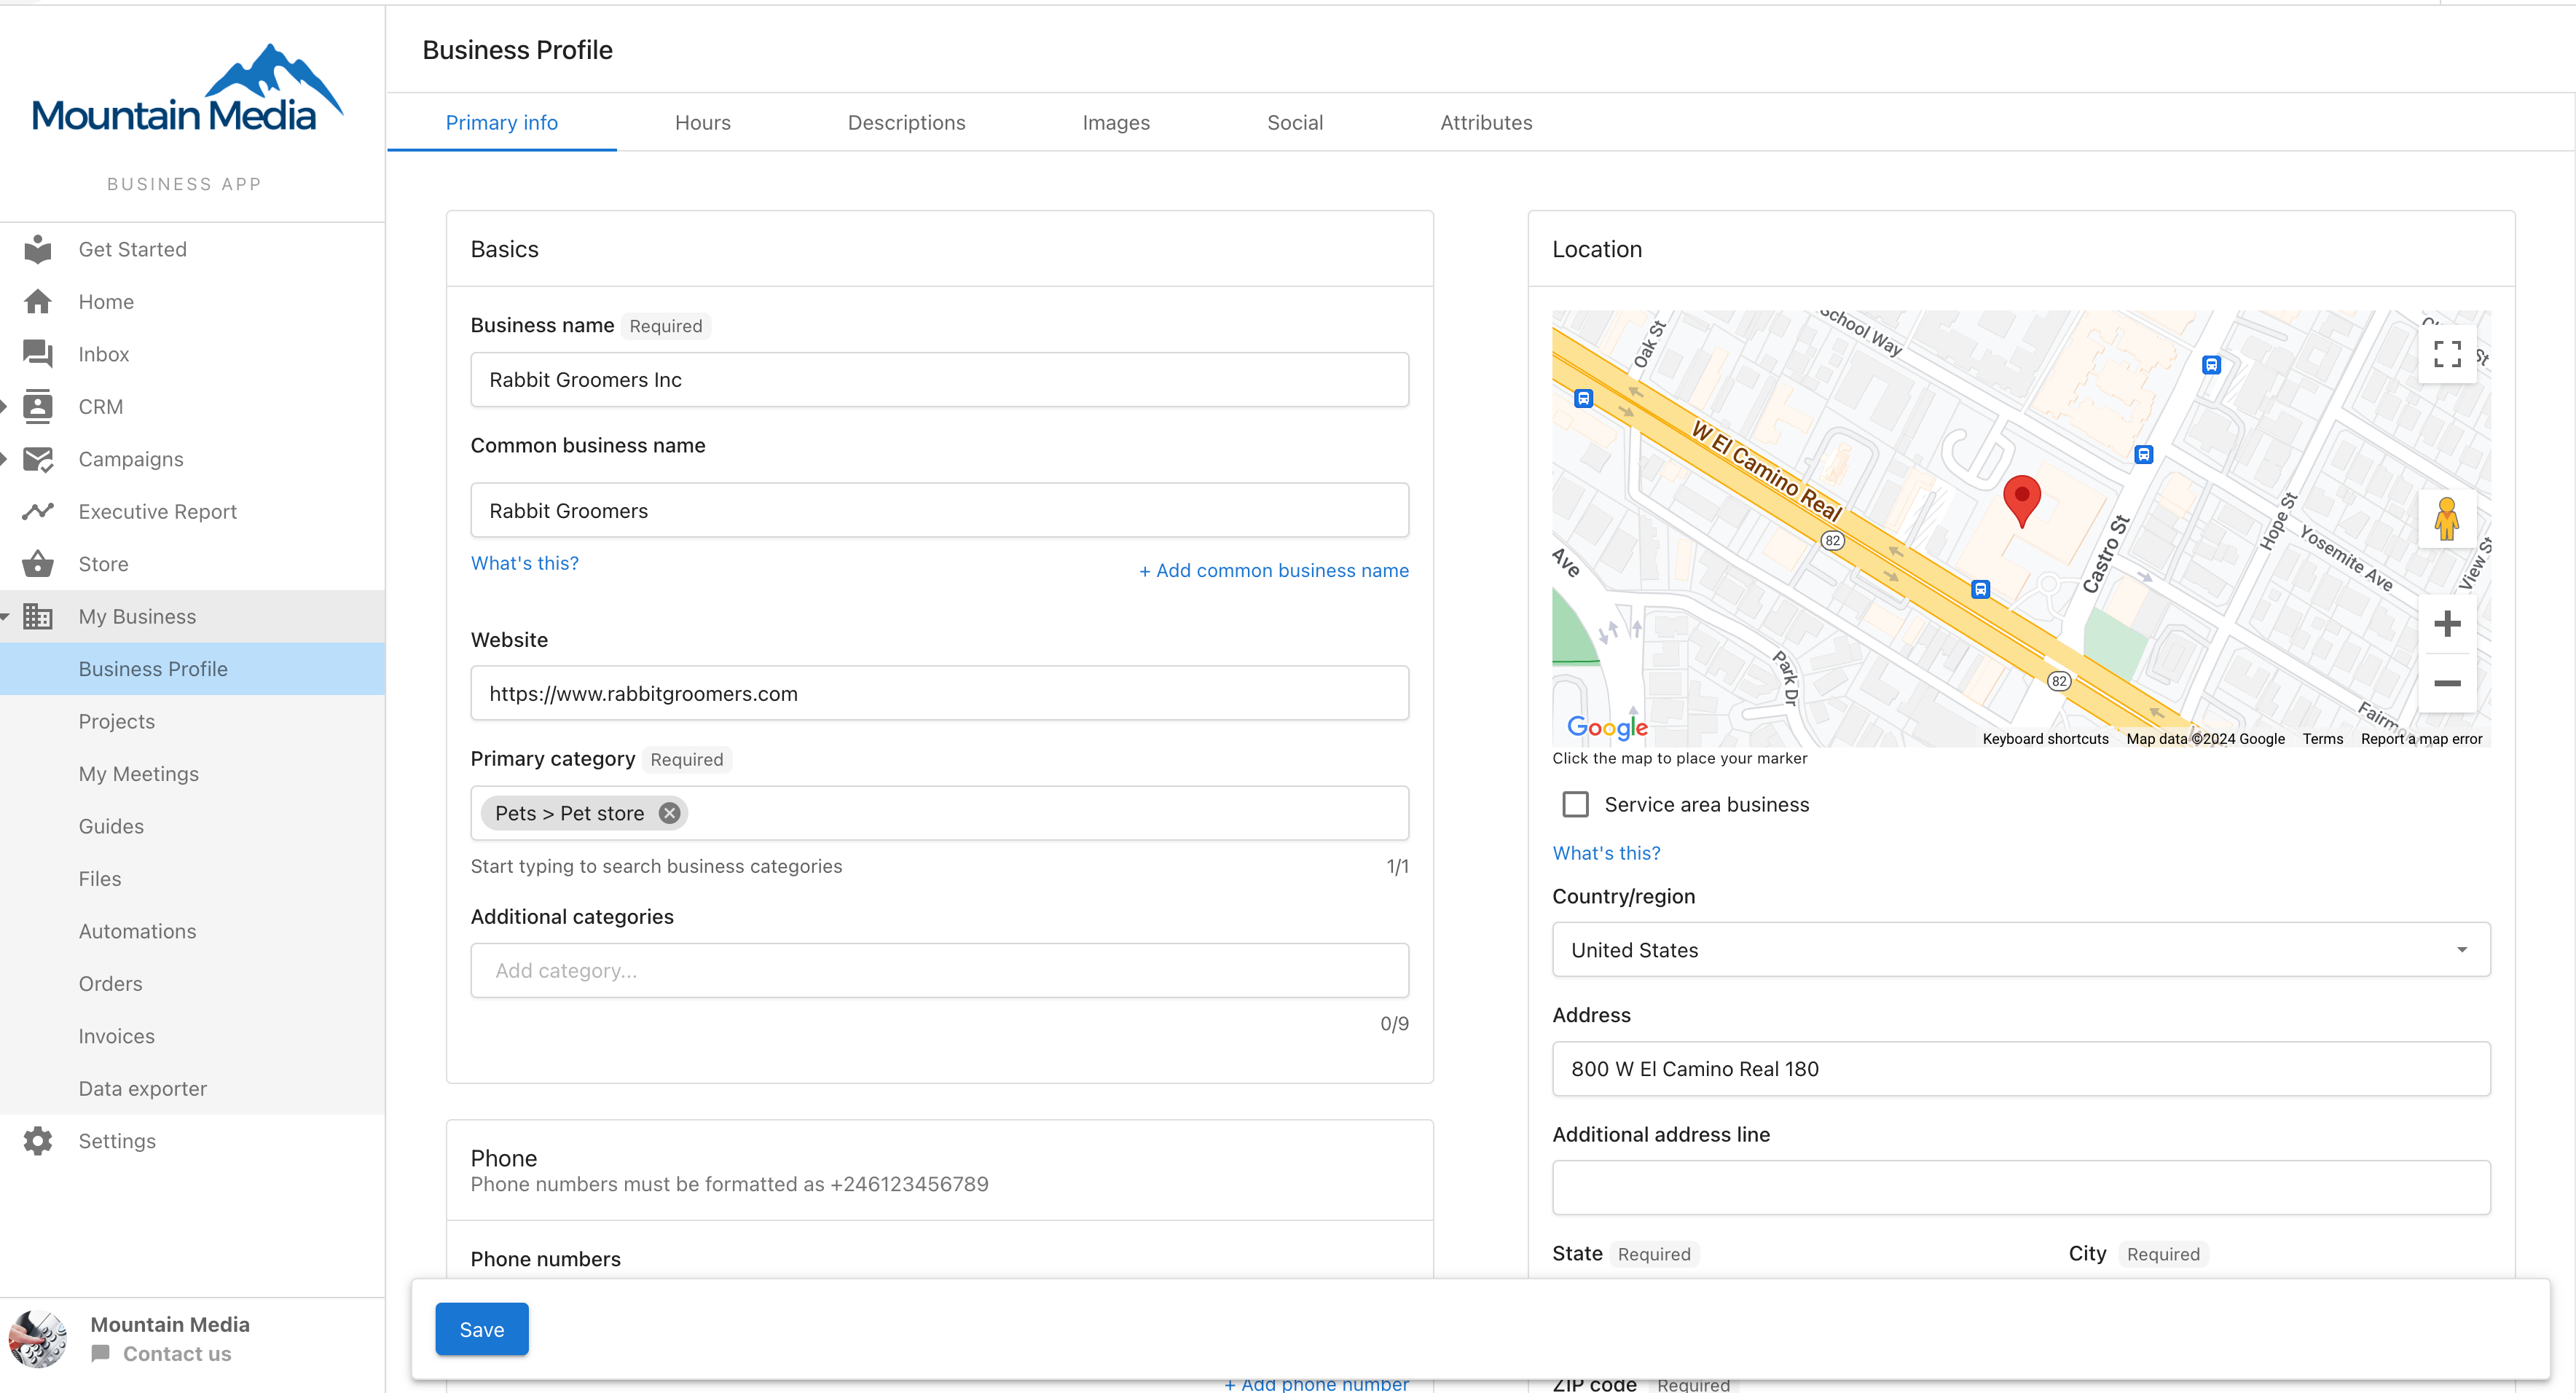 Mountain Media
BUSINESS APP
Get Started
Home
Inbox
CRM
Campaigns
Executive Report
Store
My Business
Business Profile
Projects
My Meetings
Guides
Files
Automations
Orders
Invoices
Data exporter
Settings
Mountain Media
Contact us
Business Profile
Primary info
Hours
Descriptions
Images
Social
Attributes
Basics
Business name Required
Rabbit Groomers Inc
Common business name
Rabbit Groomers
What's this?
+ Add common business name
Website
https://www.rabbitgroomers.com
Primary category Required
Pets > Pet store
Start typing to search business categories
1/1
Additional categories
Add category...
0/9
Phone
Phone numbers must be formatted as +246123456789
Phone numbers
+ Add phone number
Save
Location
School Way
Oak St
W El Camino Real
82
Castro St
Hope St
Yosemite Ave
View St
Ave
Park Dr
82
Google
Keyboard shortcuts
Map data ©2024 Google
Terms
Report a map error
Click the map to place your marker
Service area business
What's this?
Country/region
United States
Address
800 W El Camino Real 180
Additional address line
State Required
City Required
ZIP code Required